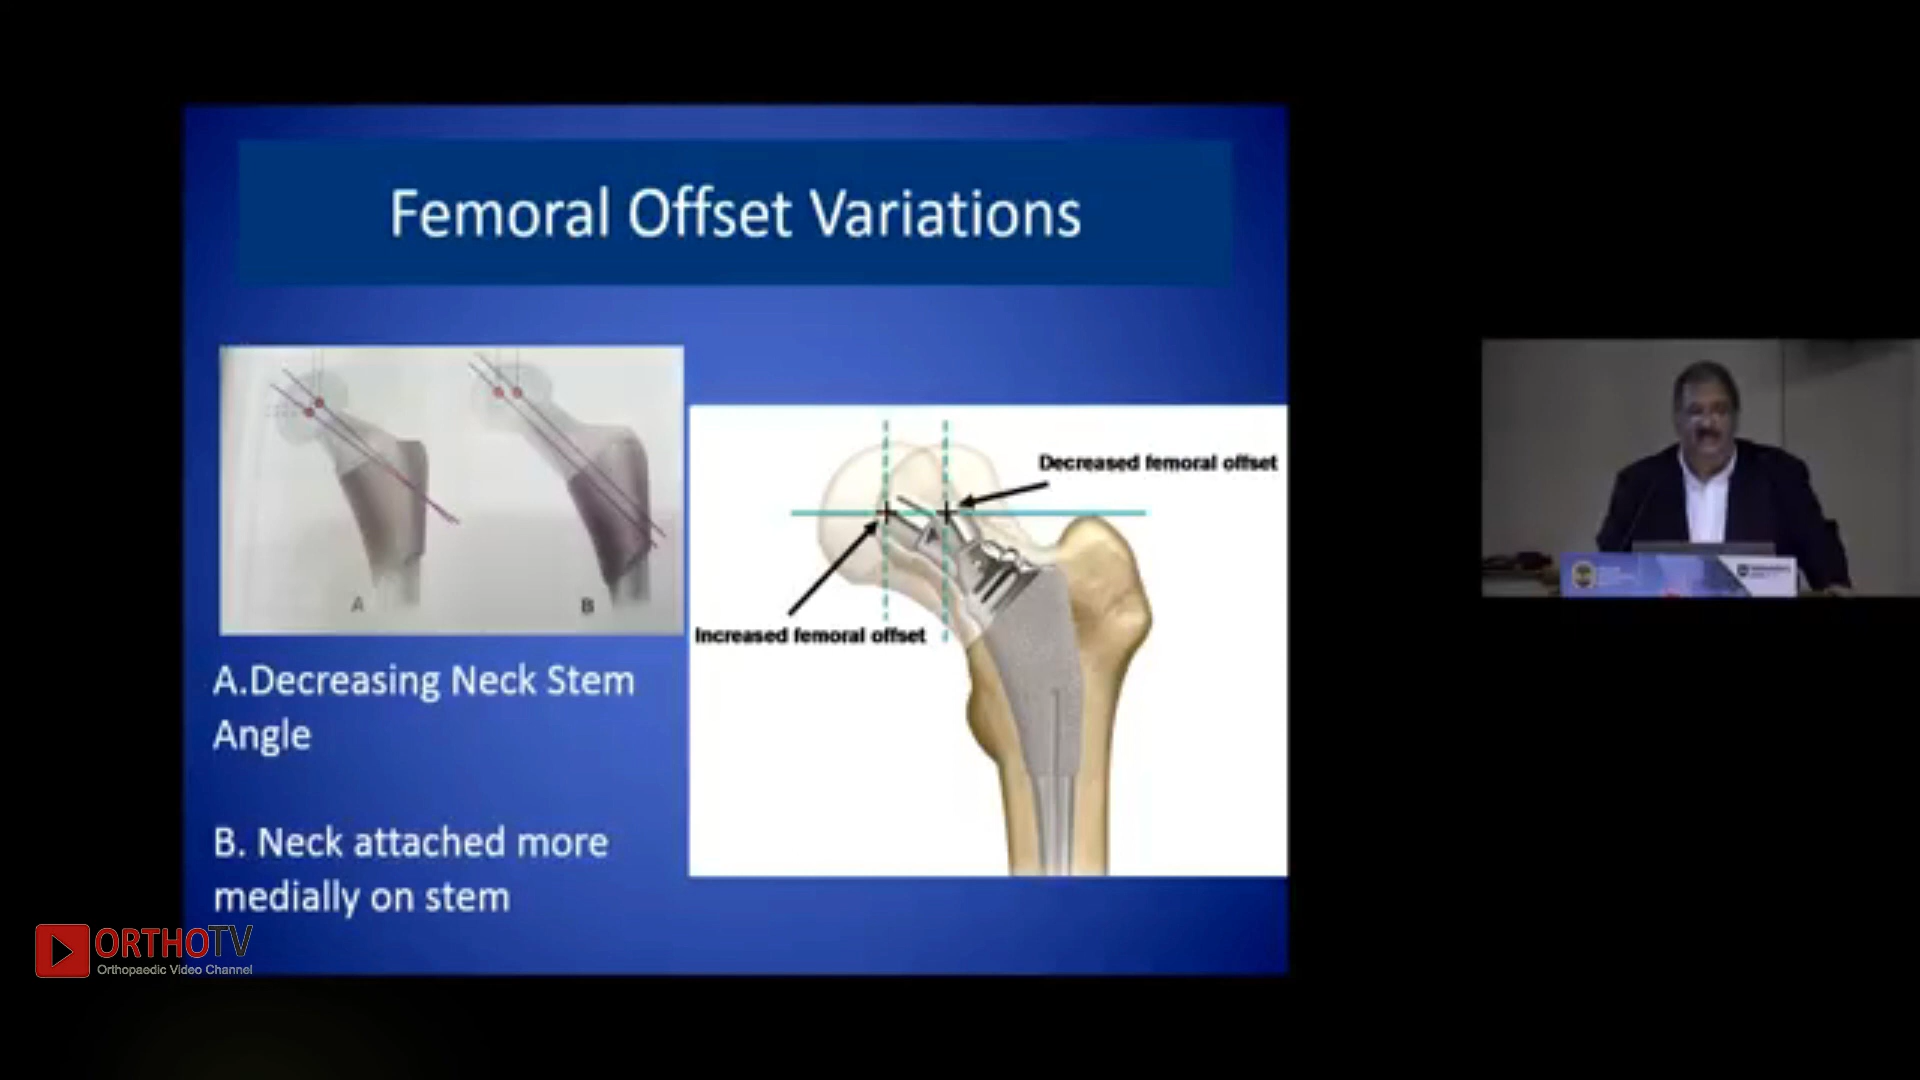 Femoral Offset Variations
A
B
Decreased femoral offset
Increased femoral offset
A.Decreasing Neck Stem
Angle
B. Neck attached more
medially on stem
ORTHOTV
Orthopaedic Video Channel